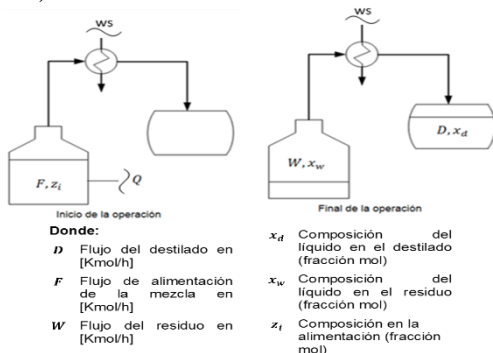 ws
ws
F, z_i
Q
W, x_w
D, x_d
Inicio de la operación
Final de la operación
Donde:
D Flujo del destilado en
[Kmol/h]
F Flujo de alimentación
de la mezcla en
[Kmol/h]
W Flujo del residuo en
[Kmol/h]
x_d Composición del
líquido en el destilado
(fracción mol)
x_w Composición del
líquido en el residuo
(fracción mol)
z_i Composición en la
alimentación (fracción
mol)